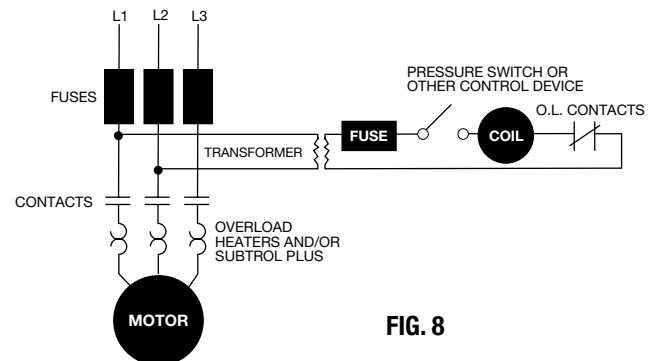 L1 L2 L3
FUSES
PRESSURE SWITCH OR
OTHER CONTROL DEVICE
O.L. CONTACTS
FUSE
COIL
TRANSFORMER
CONTACTS
OVERLOAD
HEATERS AND/OR
SUBTROL PLUS
MOTOR
FIG. 8